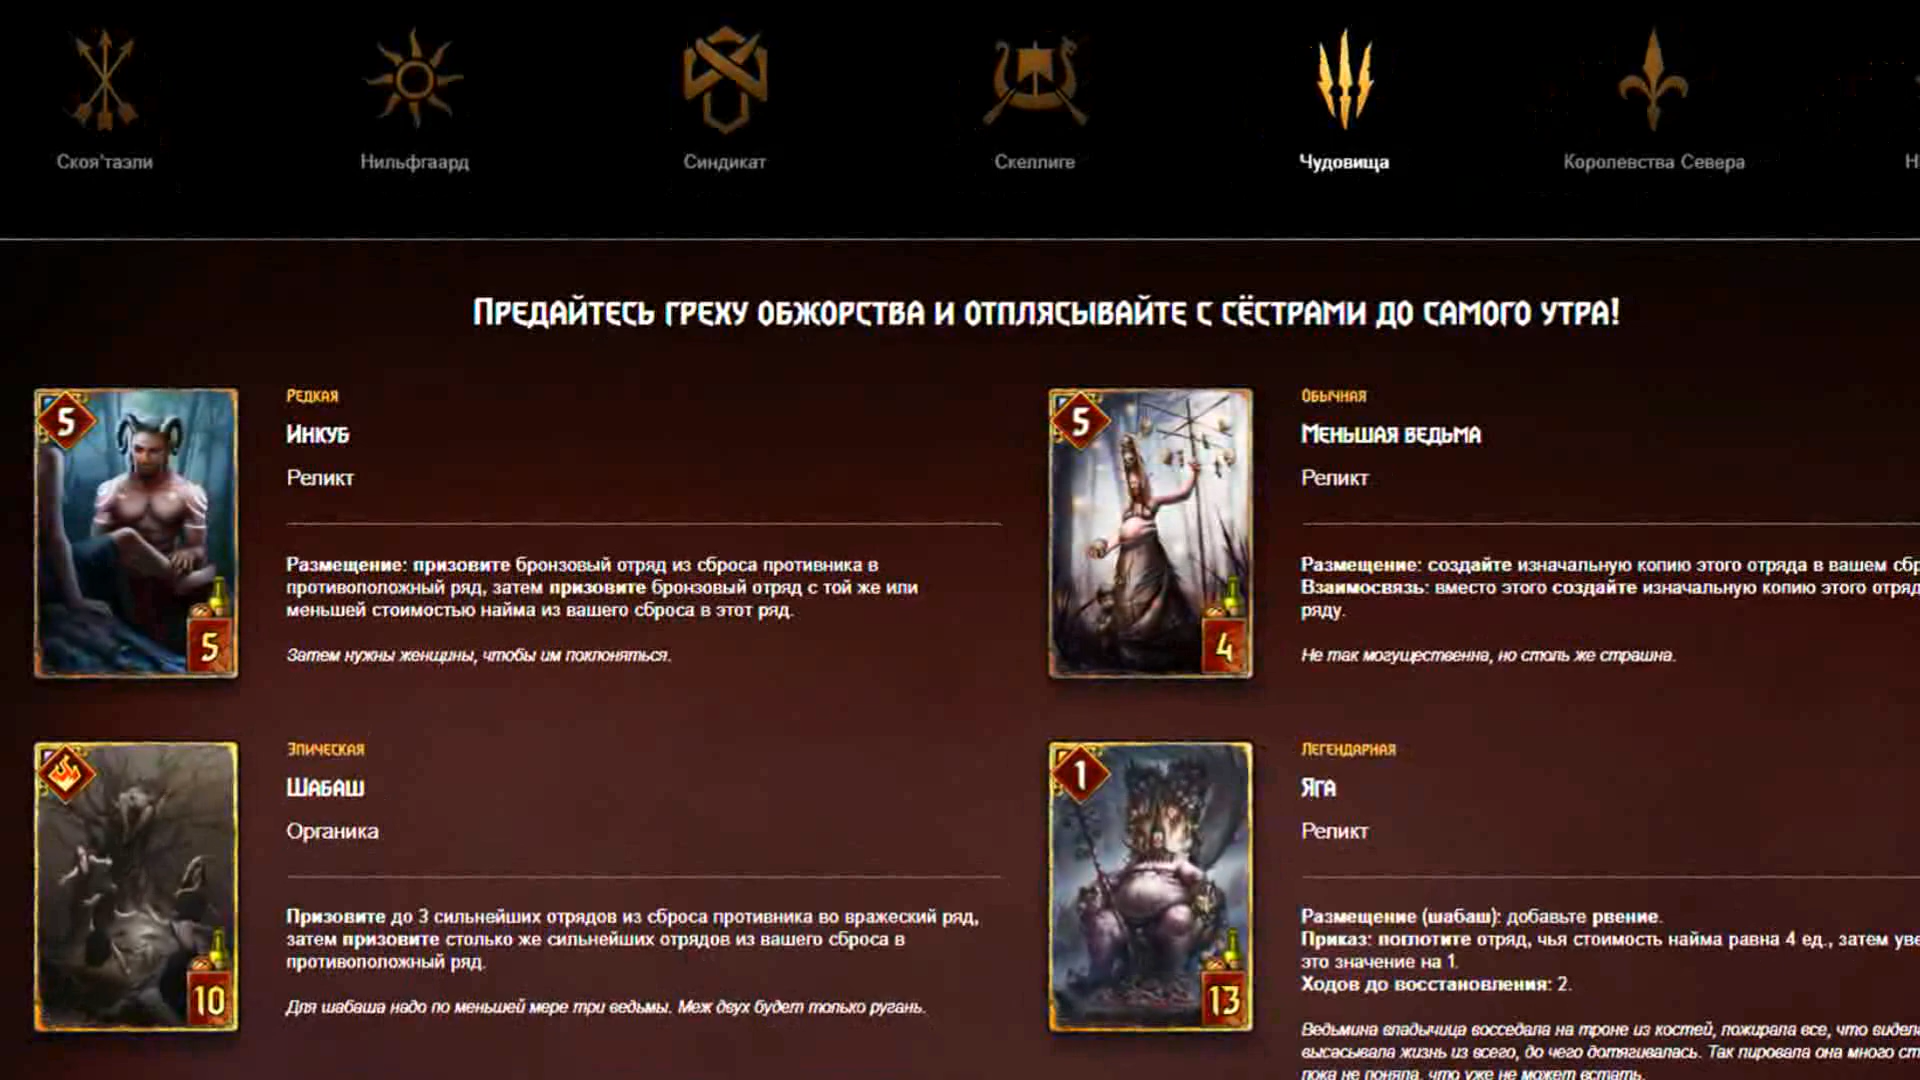 Скоя'таэли
Нильфгаард
Синдикат
Скеллиге
Чудовища
Королевства Севера
Предайтесь греху обжорства и отплясывайте с сёстрами до самого утра!
5
5
Редкая
Инкуб
Реликт
Размещение: призовите бронзовый отряд из сброса противника в
противоположный ряд, затем призовите бронзовый отряд с той же или
меньшей стоимостью найма из вашего сброса в этот ряд.
Затем нужны женщины, чтобы им поклоняться.
5
4
Обычная
Меньшая ведьма
Реликт
Размещение: создайте изначальную копию этого отряда в вашем
Взаимосвязь: вместо этого создайте изначальную копию этого
ряду.
Не так могущественна, но столь же страшна.
10
Эпическая
Шабаш
Органика
Призовите до 3 сильнейших отрядов из сброса противника во вражеский ряд,
затем призовите столько же сильнейших отрядов из вашего сброса в
противоположный ряд.
Для шабаша надо по меньшей мере три ведьмы. Меж двух будет только ругань.
1
13
Легендарная
Яга
Реликт
Размещение (шабаш): добавьте рвение.
Приказ: поглотите отряд, чья стоимость найма равна 4 ед., затем
это значение на 1.
Ходов до восстановления: 2.
Ведьмина владычица восседала на троне из костей, пожирала все, что
высасывала жизнь из всего, до чего дотягивалась. Так пировала она много
пока не поняла, что уже не может встать.